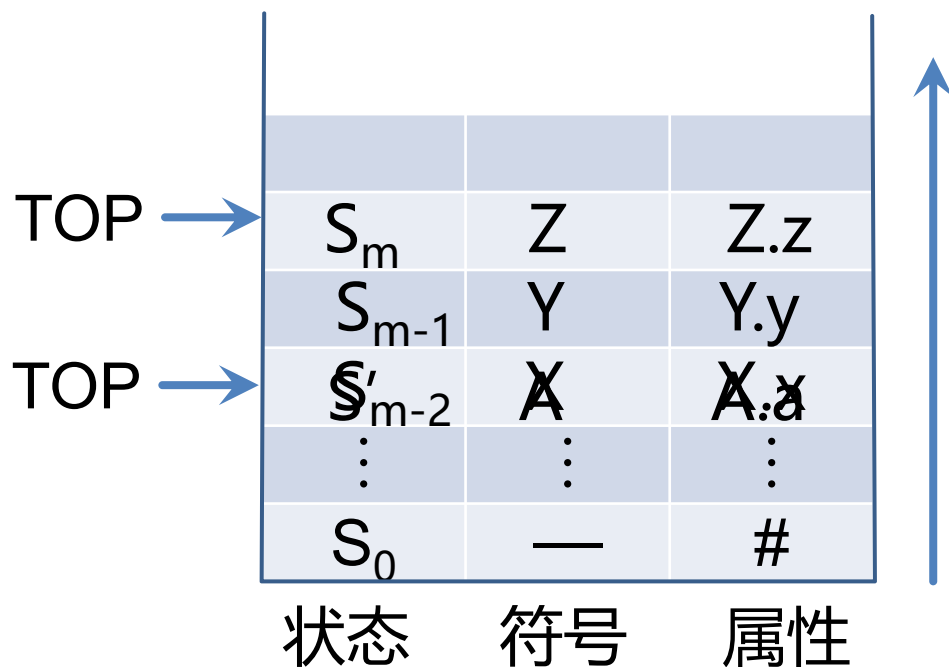 TOP S_m Z Z.z
S_{m-1} Y Y.y
TOP S_{m-2} X X.x
S' A A.a
⋮ ⋮ ⋮
S_0 — #
状态 符号 属性